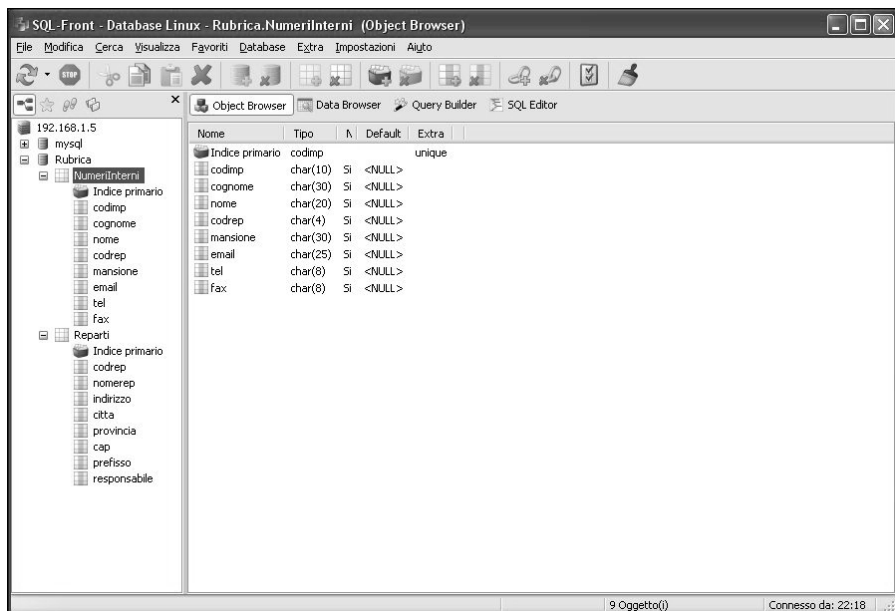 SQL-Front - Database Linux - Rubrica.NumeriInterni (Object Browser)
File Modifica Cerca Visualizza Favoriti Database Extra Impostazioni Aiuto
STOP
Object Browser Data Browser Query Builder SQL Editor
192.168.1.5
mysql
Rubrica
NumeriInterni
Indice primario
codimp
cognome
nome
codrep
mansione
email
tel
fax
Reparti
Indice primario
codrep
nomerep
indirizzo
citta
provincia
cap
prefisso
responsabile
Nome Tipo N Default Extra
Indice primario codimp unique
codimp char(10) Si <NULL>
cognome char(30) Si <NULL>
nome char(20) Si <NULL>
codrep char(4) Si <NULL>
mansione char(30) Si <NULL>
email char(25) Si <NULL>
tel char(8) Si <NULL>
fax char(8) Si <NULL>
9 Oggetto(i) Connesso da: 22:18